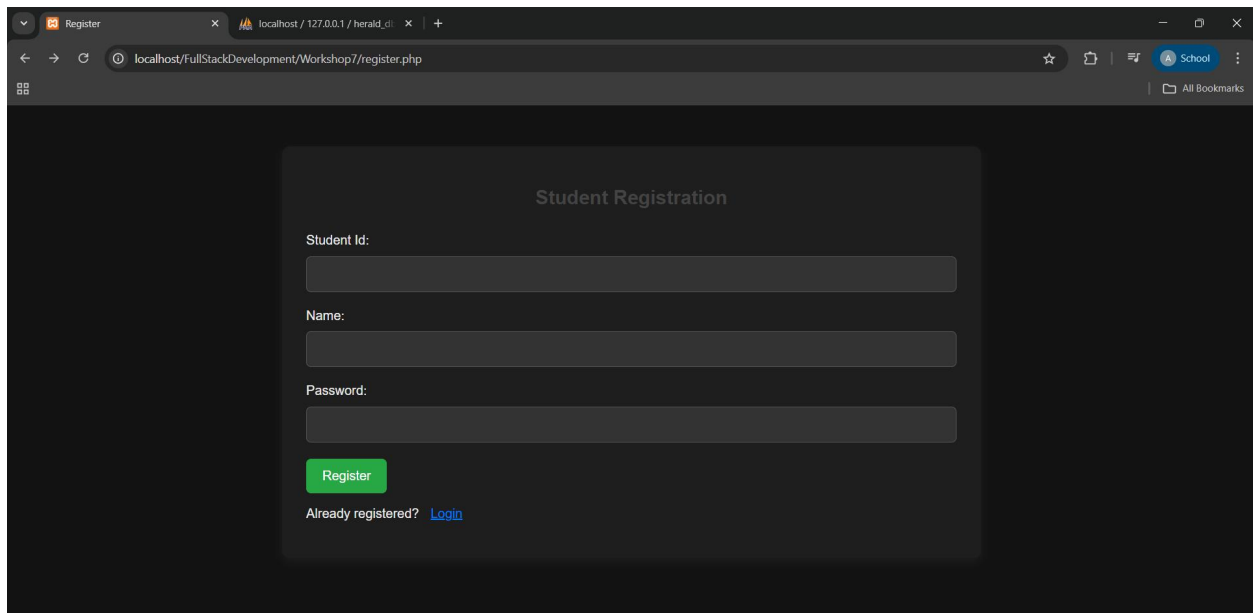 Register
localhost / 127.0.0.1 / herald_d
localhost/FullStackDevelopment/Workshop7/register.php
A School
All Bookmarks
Student Registration
Student Id:
Name:
Password:
Register
Already registered? Login